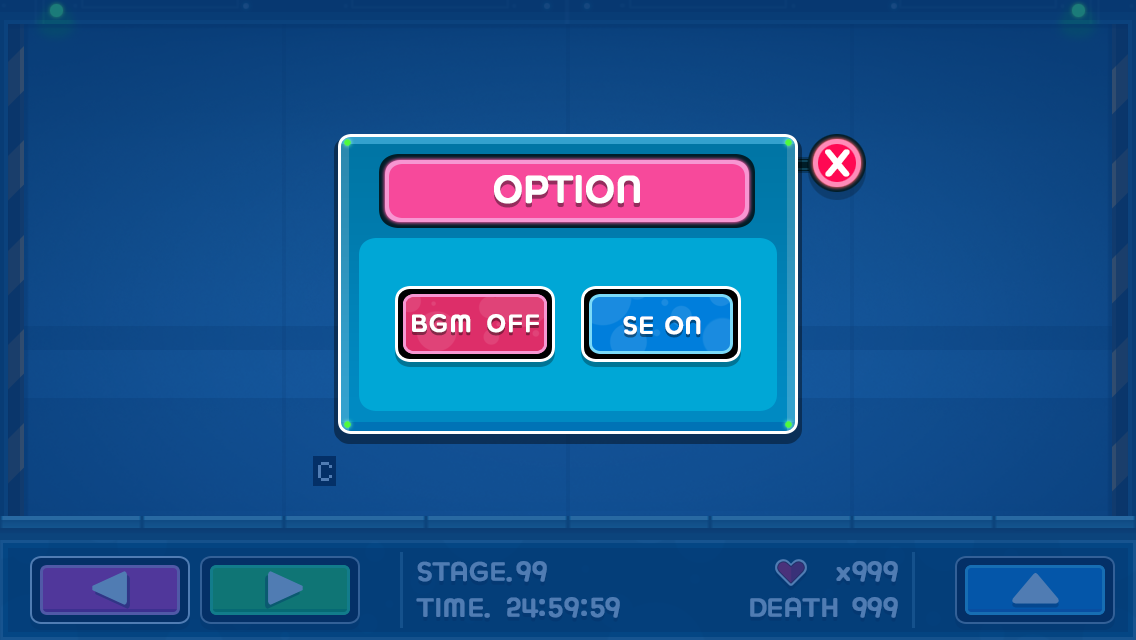 OPTION
X
BGM OFF
SE ON
C
STAGE.99
x999
TIME. 24:59:59
DEATH 999